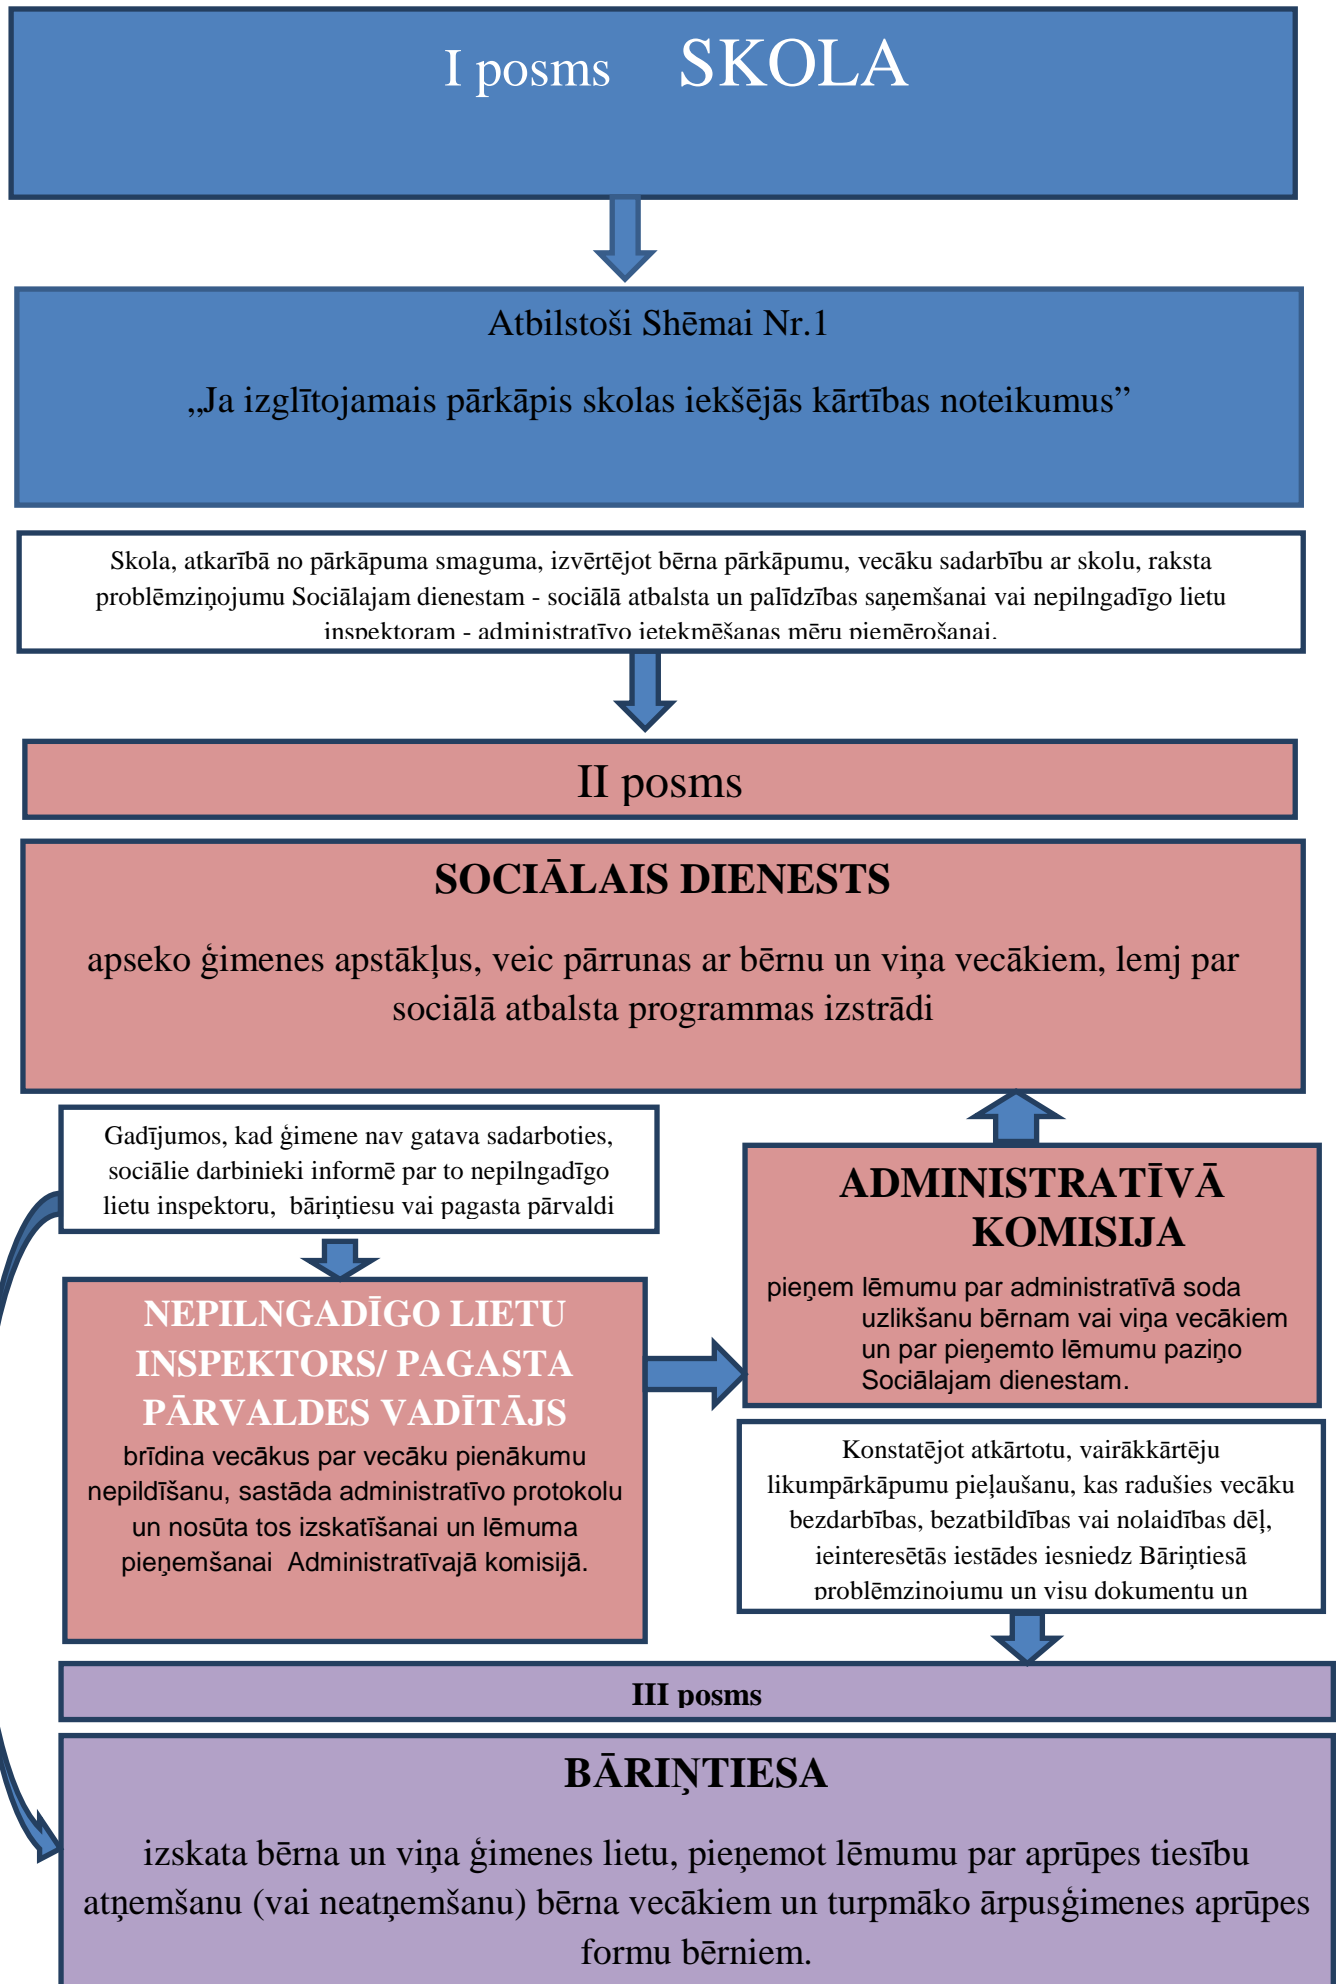 I posms SKOLA
Atbilstoši Shēmai Nr.1
„Ja izglītojamais pārkāpis skolas iekšējās kārtības noteikumus”
Skola, atkarībā no pārkāpuma smaguma, izvērtējot bērna pārkāpumu, vecāku sadarbību ar skolu, raksta
problēmziņojumu Sociālajam dienestam - sociālā atbalsta un palīdzības saņemšanai vai nepilngadīgo lietu
inspektoram - administratīvo ietekmēšanas mēru piemērošanai.
II posms
SOCIĀLAIS DIENESTS
apseko ģimenes apstākļus, veic pārrunas ar bērnu un viņa vecākiem, lemj par
sociālā atbalsta programmas izstrādi
Gadījumos, kad ģimene nav gatava sadarboties,
sociālie darbinieki informē par to nepilngadīgo
lietu inspektoru, bāriņtiesu vai pagasta pārvaldi
NEPILNGADĪGO LIETU
INSPEKTORS/ PAGASTA
PĀRVALDES VADĪTĀJS
brīdina vecākus par vecāku pienākumu
nepildīšanu, sastāda administratīvo protokolu
un nosūta tos izskatīšanai un lēmuma
pieņemšanai Administratīvajā komisijā.
ADMINISTRATĪVĀ
KOMISIJA
pieņem lēmumu par administratīvā soda
uzlikšanu bērnam vai viņa vecākiem
un par pieņemto lēmumu paziņo
Sociālajam dienestam.
Konstatējot atkārtotu, vairākkārtēju
likumpārkāpumu pieļaušanu, kas radušies vecāku
bezdarbības, bezatbildības vai nolaidības dēļ,
ieinteresētās iestādes iesniedz Bāriņtiesā
problēmziņojumu un visu dokumentu un
III posms
BĀRIŅTIESA
izskata bērna un viņa ģimenes lietu, pieņemot lēmumu par aprūpes tiesību
atņemšanu (vai neatņemšanu) bērna vecākiem un turpmāko ārpusģimenes aprūpes
formu bērniem.